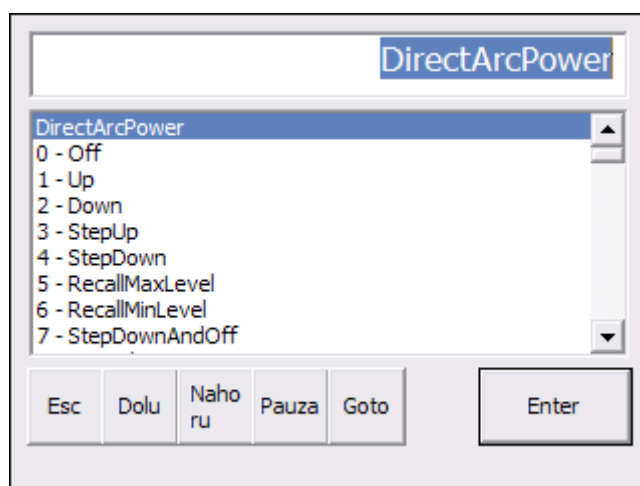 DirectArcPower
DirectArcPower
0 - Off
1 - Up
2 - Down
3 - StepUp
4 - StepDown
5 - RecallMaxLevel
6 - RecallMinLevel
7 - StepDownAndOff
Esc
Dolu
Naho
ru
Pauza
Goto
Enter